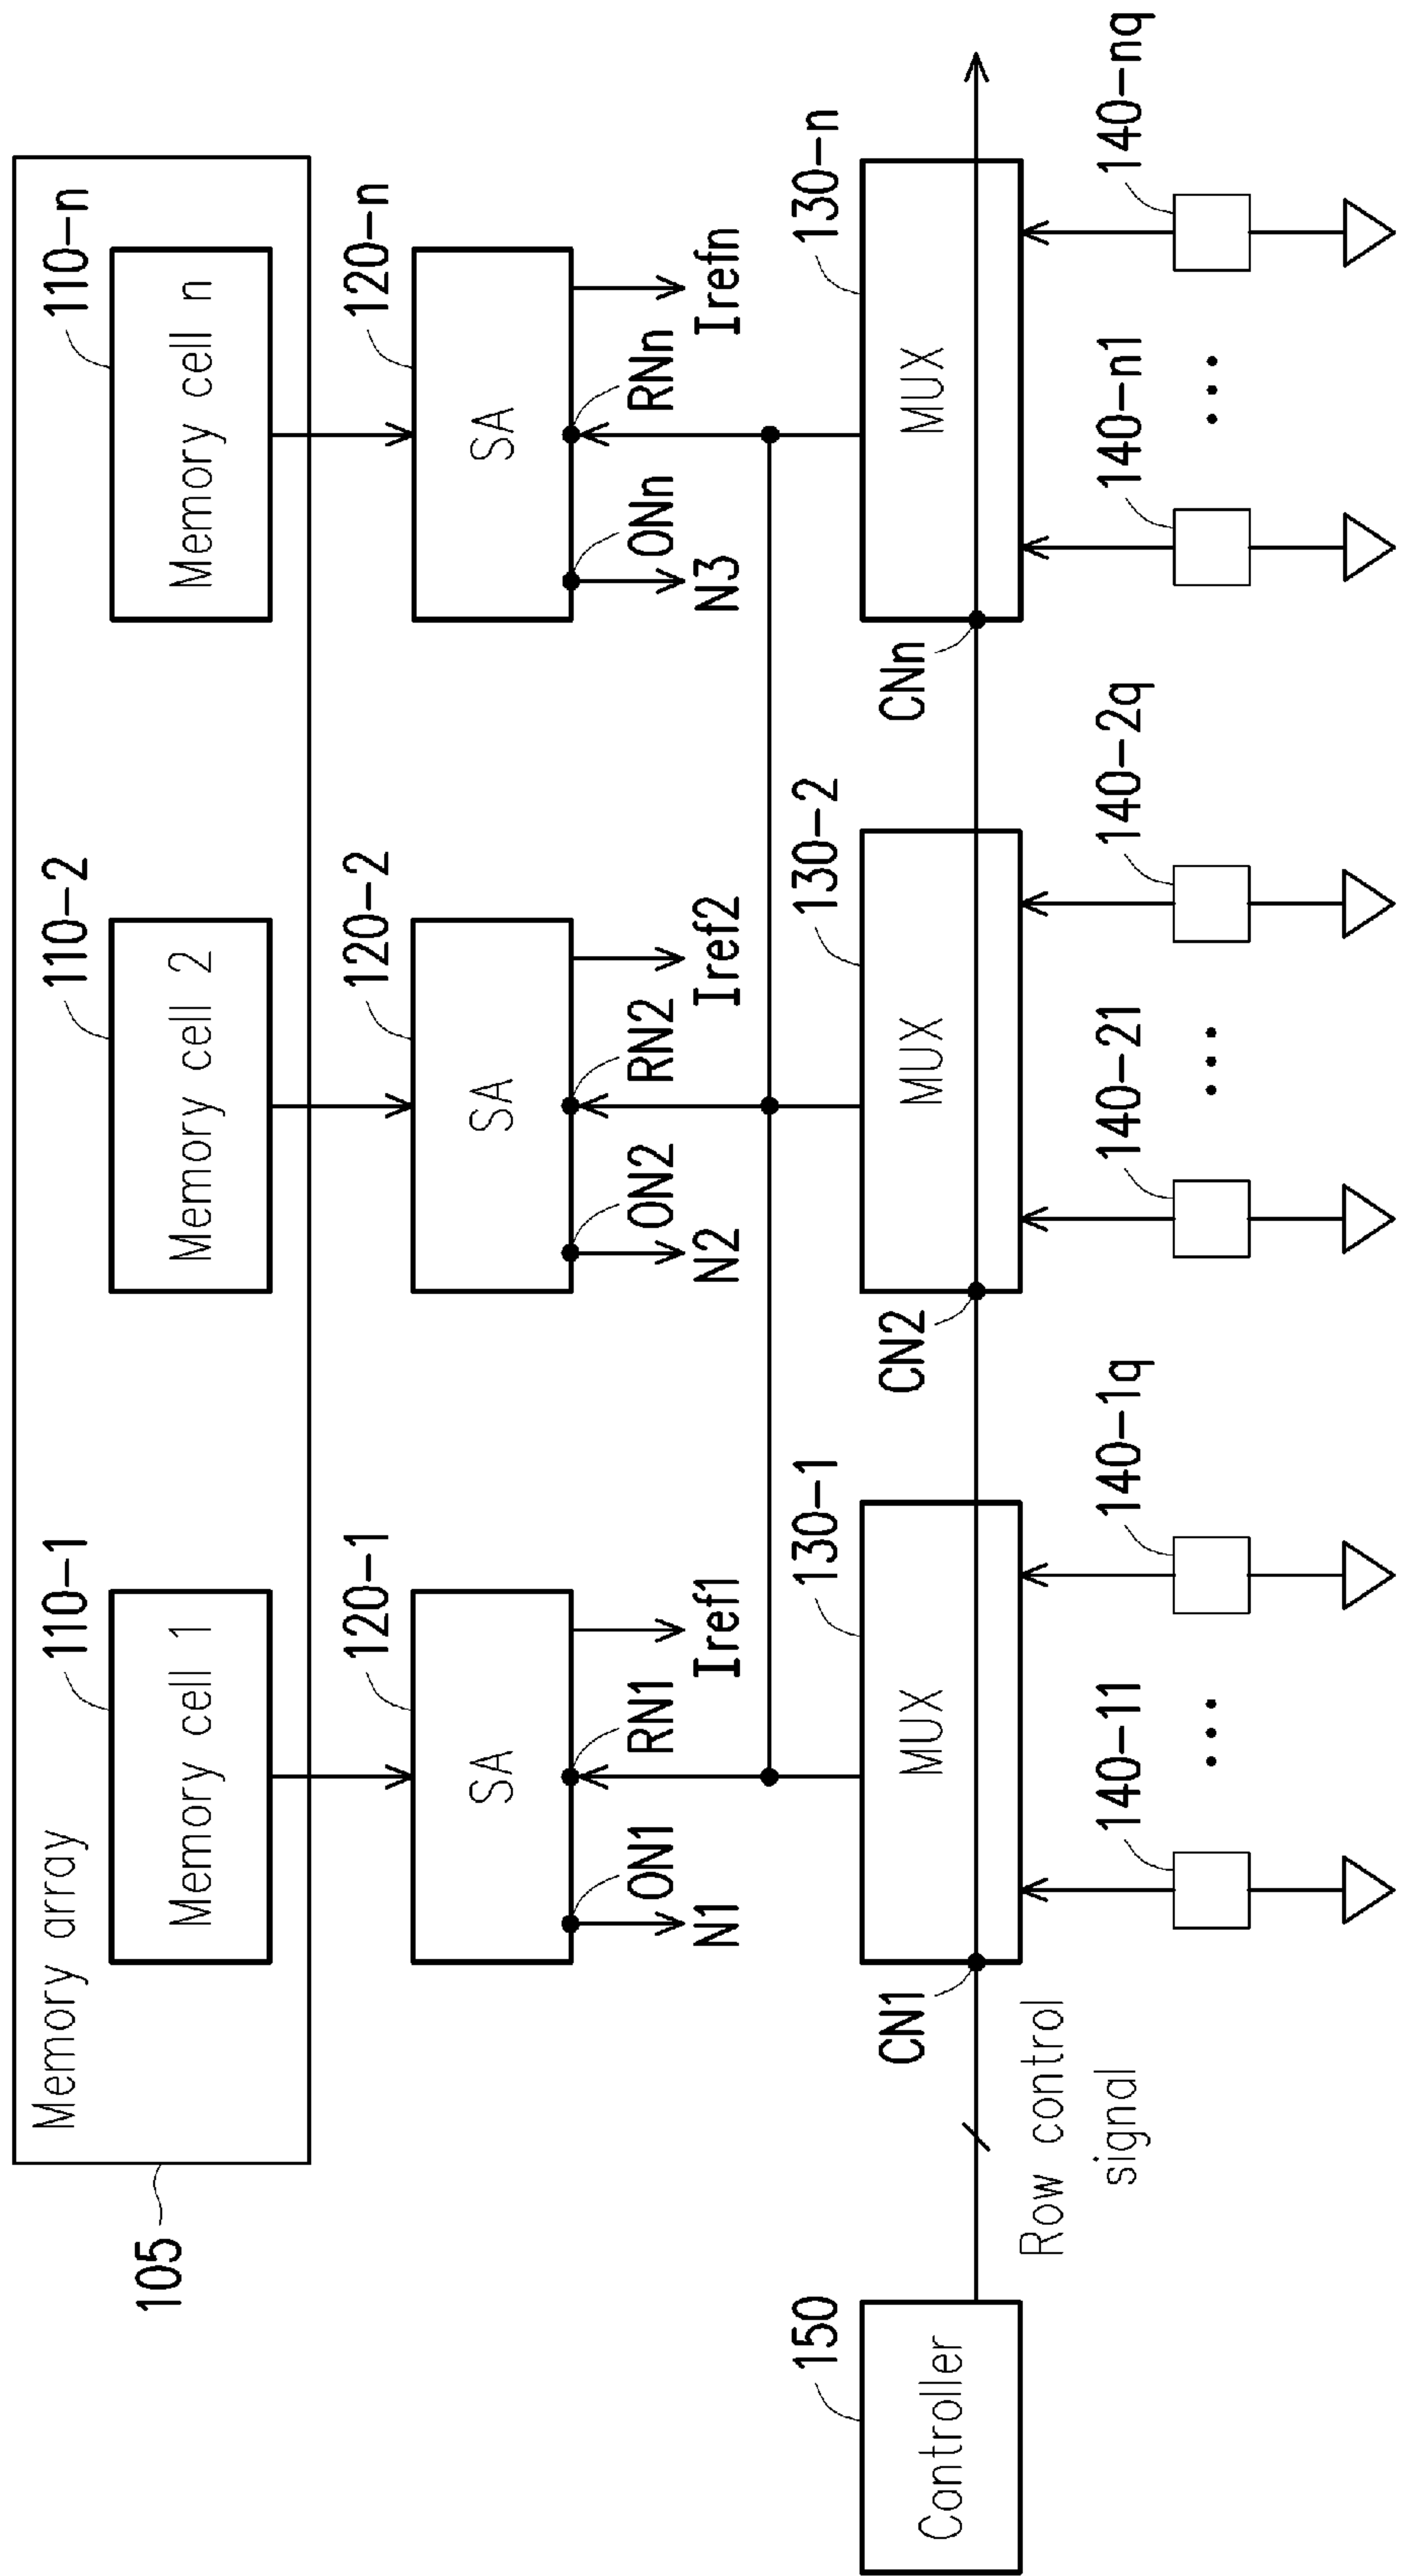 105
Memory array
110-1
110-2
110-n
Memory cell 1
Memory cell 2
Memory cell n
120-1
120-2
120-n
SA
SA
SA
ON1
RN1
ON2
RN2
ONn
RNn
N1
Iref1
N2
Iref2
N3
Irefn
150
130-1
130-2
130-n
Controller
MUX
MUX
MUX
CN1
CN2
CNn
Row control
signal
140-11
140-1q
140-21
140-2q
140-n1
140-nq